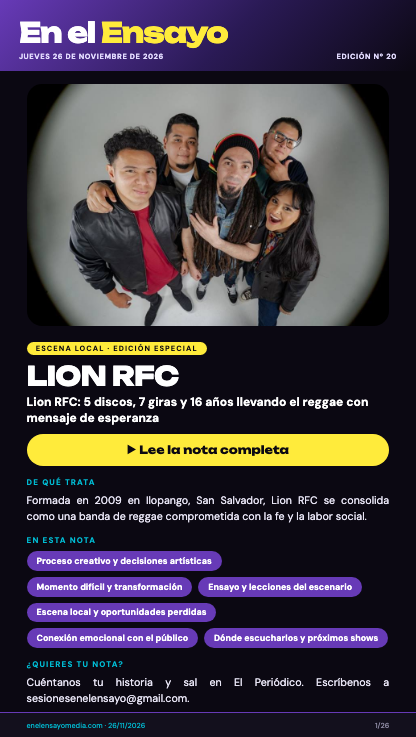 En el Ensayo
JUEVES 26 DE NOVIEMBRE DE 2026
EDICIÓN Nº 20
ESCENA LOCAL · EDICIÓN ESPECIAL
LION RFC
Lion RFC: 5 discos, 7 giras y 16 años llevando el reggae con
mensaje de esperanza
▶ Lee la nota completa
DE QUÉ TRATA
Formada en 2009 en Ilopango, San Salvador, Lion RFC se consolida
como una banda de reggae comprometida con la fe y la labor social.
EN ESTA NOTA
Proceso creativo y decisiones artísticas
Momento difícil y transformación
Ensayo y lecciones del escenario
Escena local y oportunidades perdidas
Conexión emocional con el público
Dónde escucharlos y próximos shows
¿QUIERES TU NOTA?
Cuéntanos tu historia y sal en El Periódico. Escríbenos a
sesionesenelensayo@gmail.com.
enelensayomedia.com · 26/11/2026
1/26